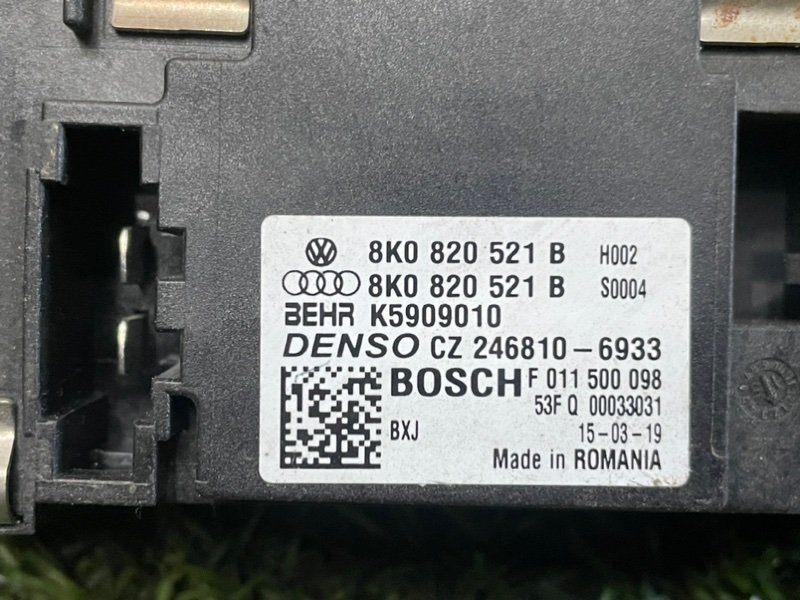 8K0 820 521 B H002
8K0 820 521 B S0004
BEHR K5909010
DENSO CZ 246810-6933
BOSCH F 011 500 098
53F Q 00033031
BXJ 15-03-19
Made in ROMANIA